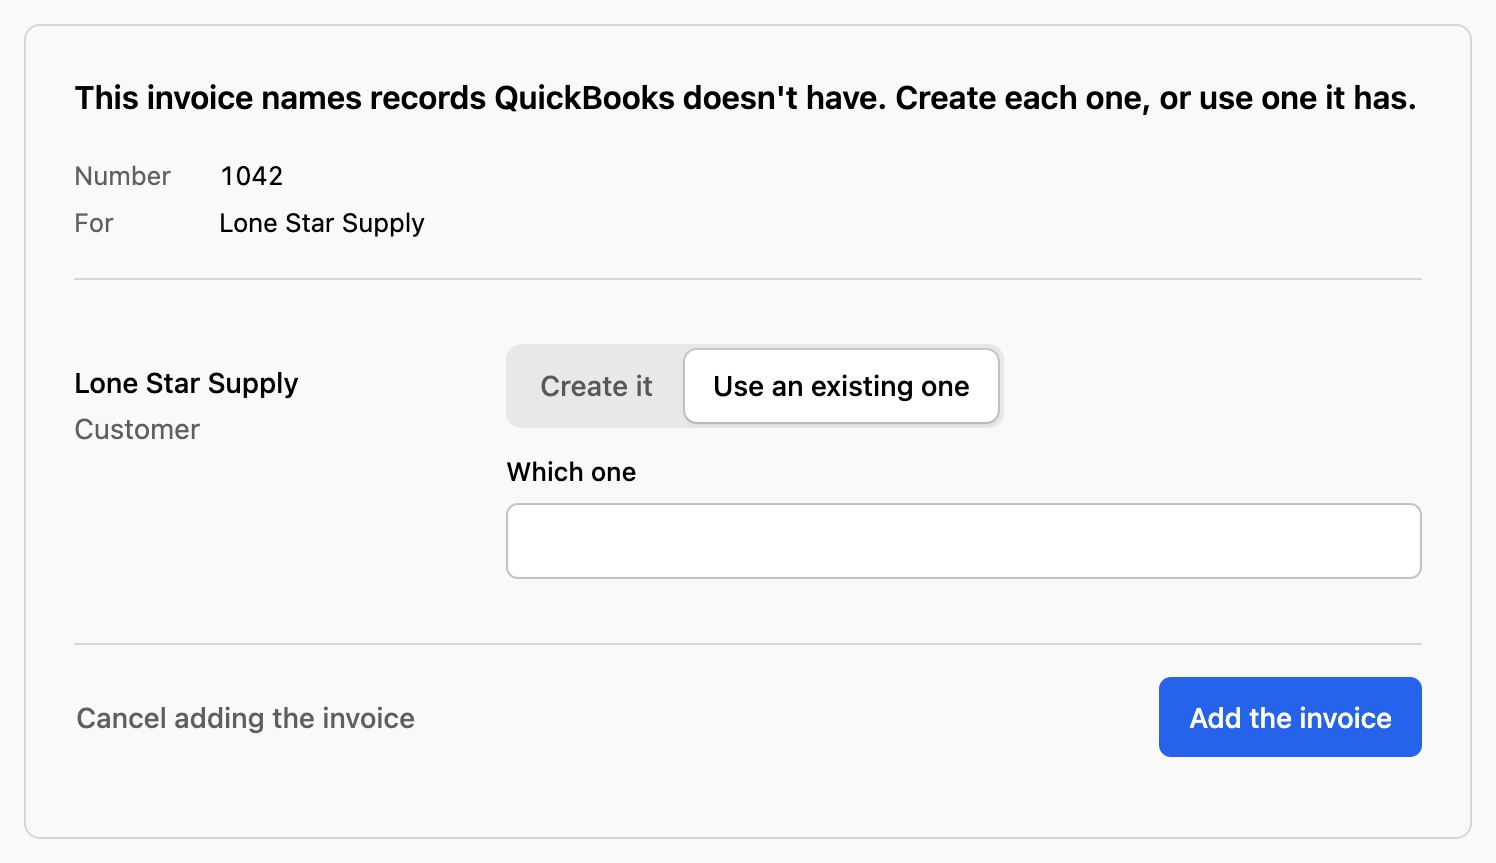 This invoice names records QuickBooks doesn't have. Create each one, or use one it has.
Number 1042
For Lone Star Supply
Lone Star Supply
Customer
Create it Use an existing one
Which one
Cancel adding the invoice
Add the invoice